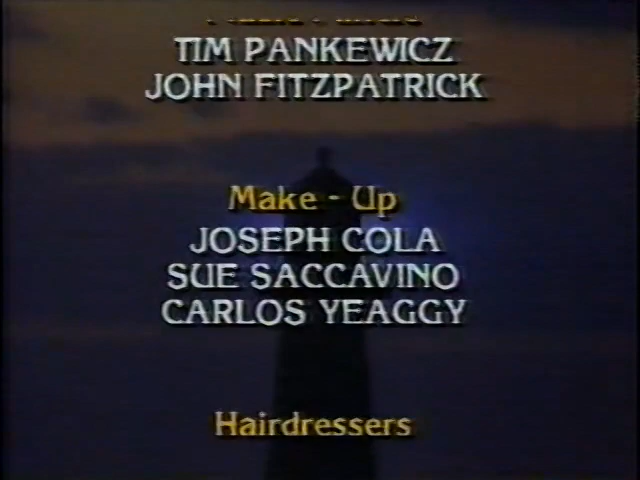 TIM PANKEWICZ
JOHN FITZPATRICK
Make - Up
JOSEPH COLA
SUE SACCAVINO
CARLOS YEAGGY
Hairdressers